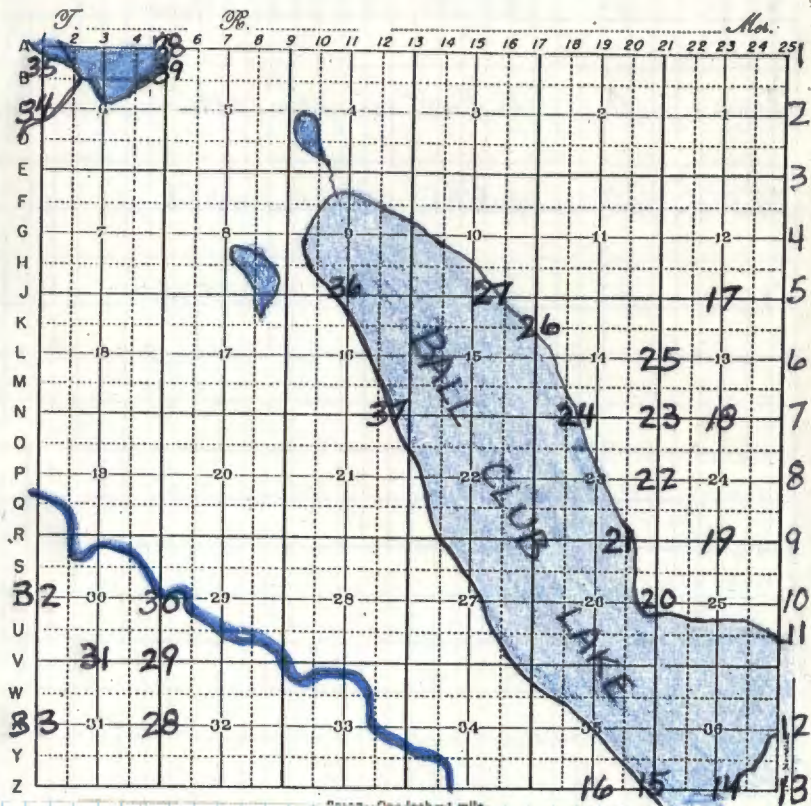 T. R. Mos.
1 2 3 4 38 7 8 9 10 11 12 13 14 15 16 17 18 19 20 21 22 23 24 25
A 1
B 35 39
34 6 5 4 3 2 1 2
D
E 3
F
G 7 8 9 10 11 12 4
H
J 36 27 17 5
K 26
L 18 17 16 15 14 25 13 6
M
N 37 24 23 18 7
O
P 19 20 21 22 23 22 24 8
Q
R 21 19 9
S
32 30 30 29 28 27 26 20 25 10
U 11
V 31 29
W
33 31 28 32 33 34 35 36 12
Y
Z 16 15 14 13
BALL CLUB LAKE